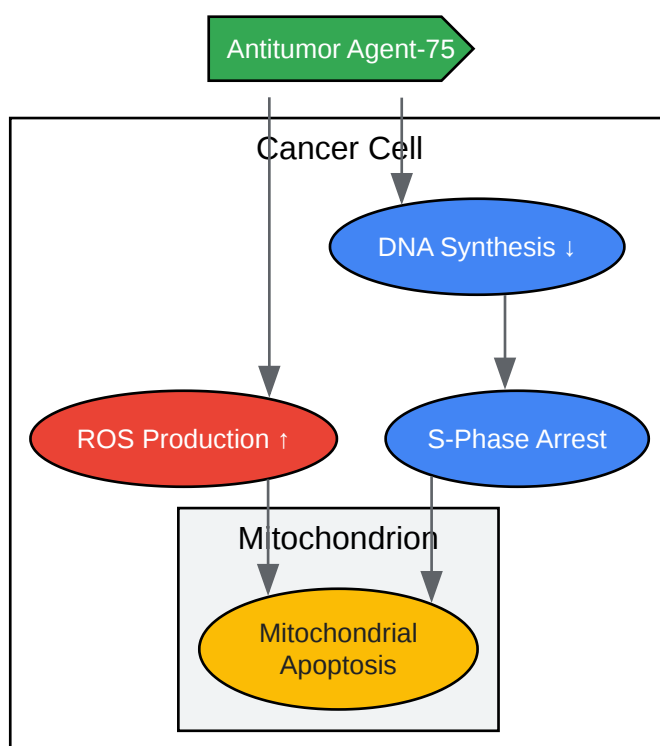 Antitumor Agent-75
Cancer Cell
DNA Synthesis ↓
ROS Production ↑
S-Phase Arrest
Mitochondrion
Mitochondrial
Apoptosis